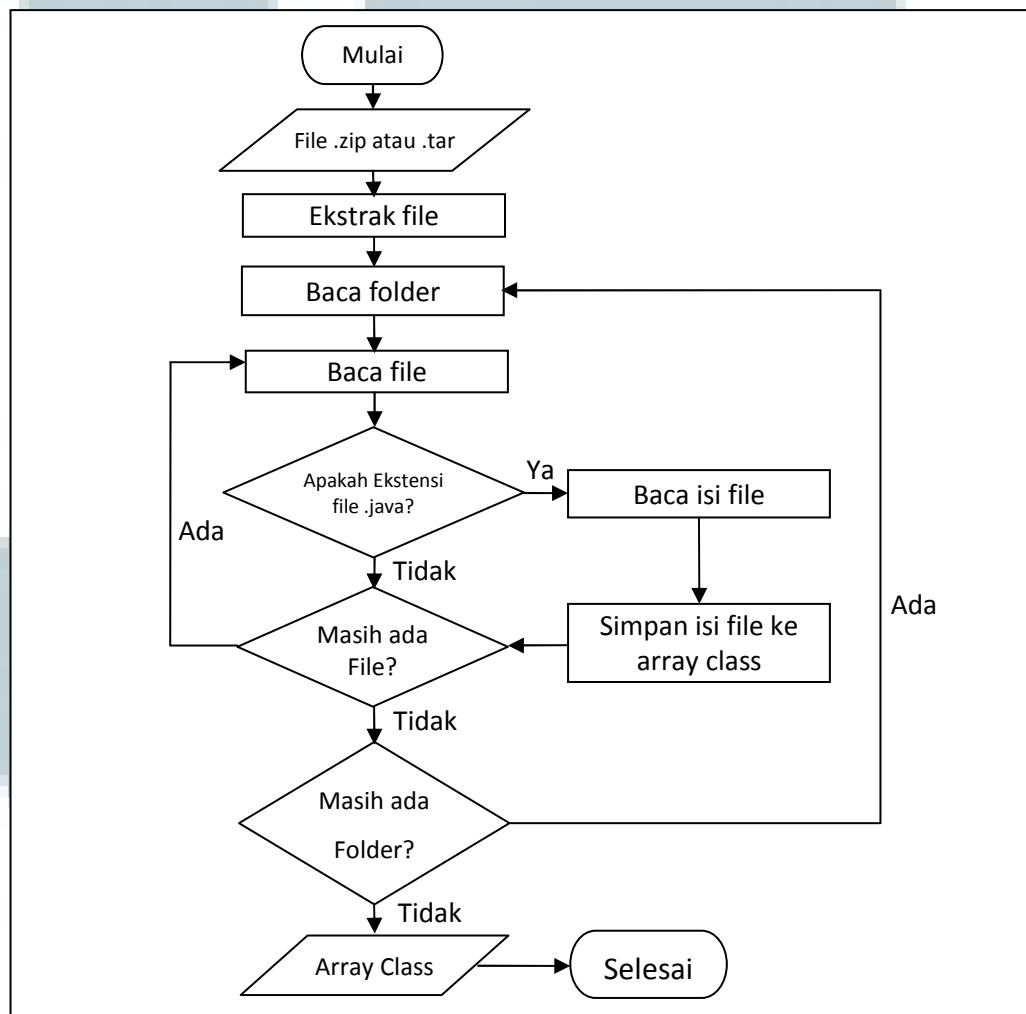 Mulai
File .zip atau .tar
Ekstrak file
Baca folder
Baca file
Apakah Ekstensi
file .java?
Ya
Baca isi file
Ada
Tidak
Simpan isi file ke
array class
Ada
Masih ada
File?
Tidak
Masih ada
Folder?
Tidak
Array Class
Selesai